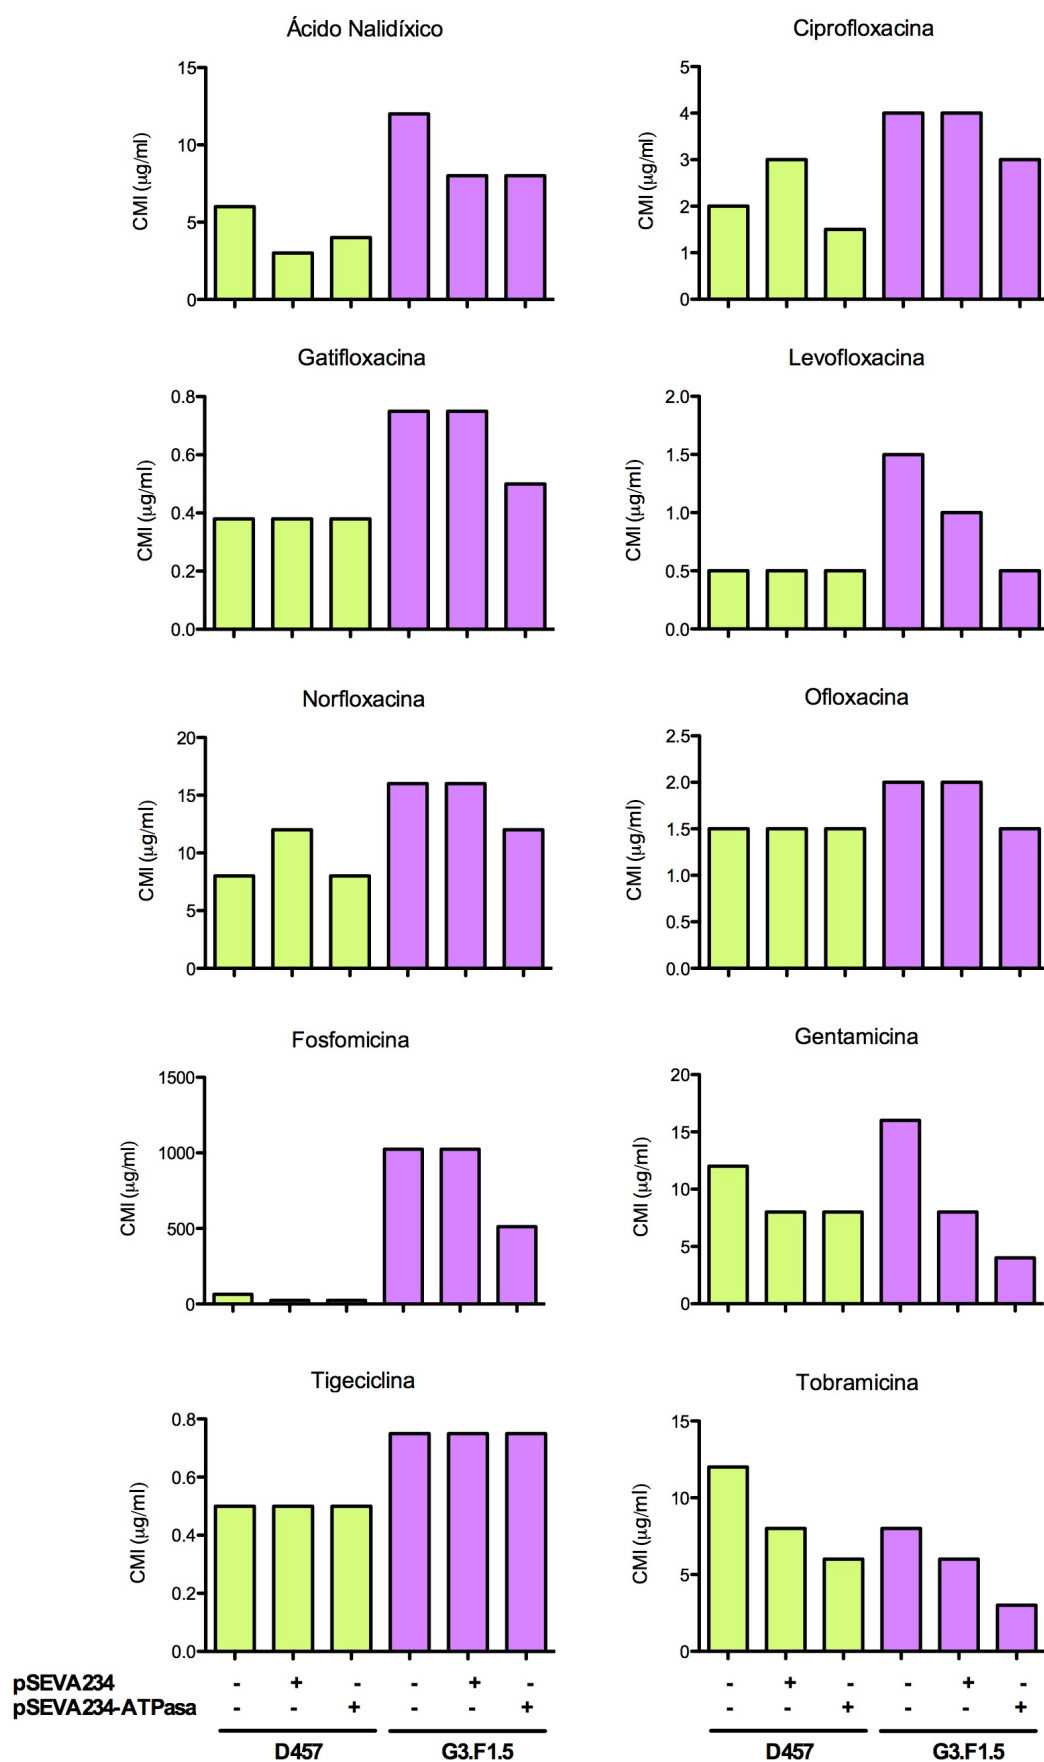 Ácido Nalidíxico
CMI (µg/ml)
15
10
5
0
Ciprofloxacina
CMI (µg/ml)
5
4
3
2
1
0
Gatifloxacina
CMI (µg/ml)
0.8
0.6
0.4
0.2
0.0
Levofloxacina
CMI (µg/ml)
2.0
1.5
1.0
0.5
0.0
Norfloxacina
CMI (µg/ml)
20
15
10
5
0
Ofloxacina
CMI (µg/ml)
2.5
2.0
1.5
1.0
0.5
0.0
Fosfomicina
CMI (µg/ml)
1500
1000
500
0
Gentamicina
CMI (µg/ml)
20
15
10
5
0
Tigeciclina
CMI (µg/ml)
0.8
0.6
0.4
0.2
0.0
Tobramicina
CMI (µg/ml)
15
10
5
0
pSEVA234 - + - - + - - + - - + -
pSEVA234-ATPasa - - + - - + - - + - - +
D457 G3.F1.5 D457 G3.F1.5